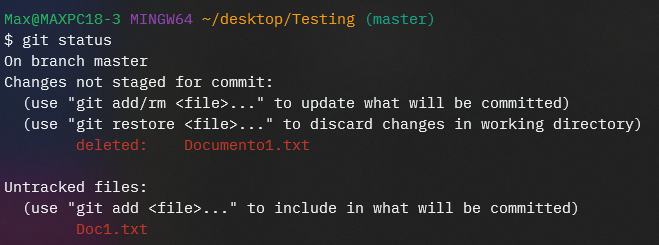 Max@MAXPC18-3 MINGW64 ~/desktop/Testing (master)
$ git status
On branch master
Changes not staged for commit:
  (use "git add/rm <file>..." to update what will be committed)
  (use "git restore <file>..." to discard changes in working directory)
        deleted:    Documento1.txt

Untracked files:
  (use "git add <file>..." to include in what will be committed)
        Doc1.txt